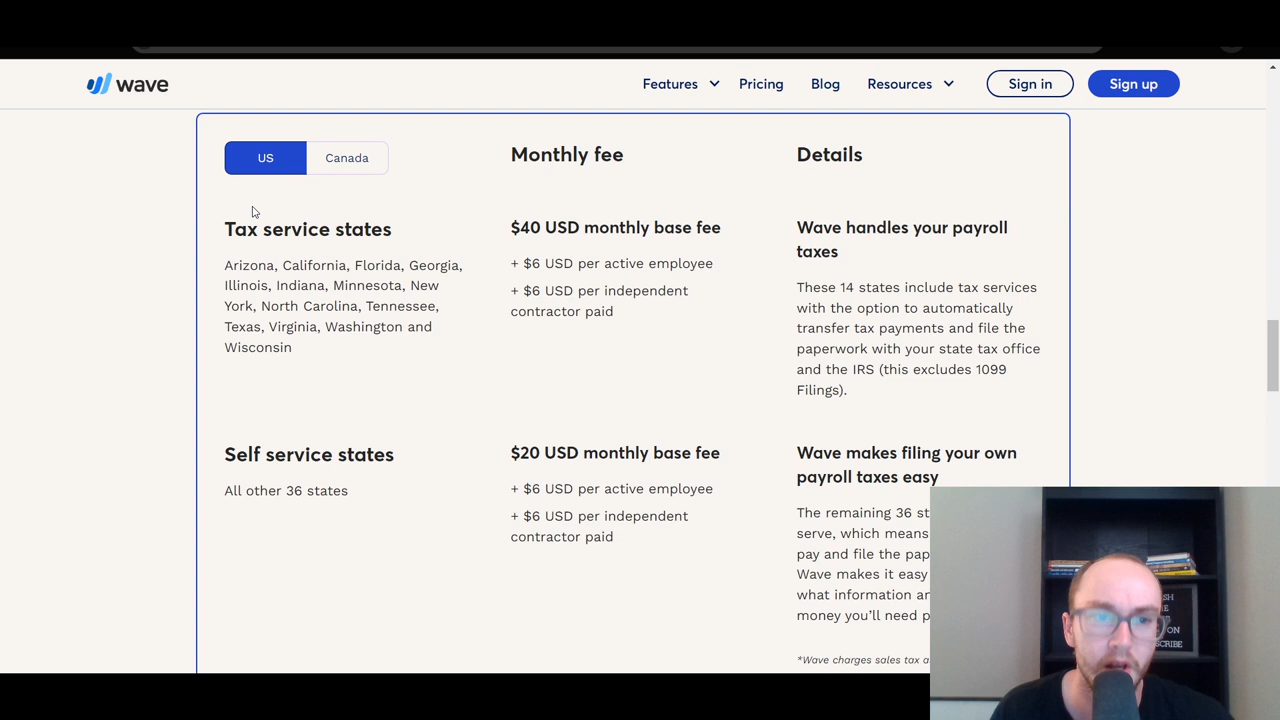 wave
Features
Pricing
Blog
Resources
Sign in
Sign up
US
Canada
Monthly fee
Details
Tax service states
Arizona, California, Florida, Georgia,
Illinois, Indiana, Minnesota, New
York, North Carolina, Tennessee,
Texas, Virginia, Washington and
Wisconsin
$40 USD monthly base fee
+ $6 USD per active employee
+ $6 USD per independent
contractor paid
Wave handles your payroll
taxes
These 14 states include tax services
with the option to automatically
transfer tax payments and file the
paperwork with your state tax office
and the IRS (this excludes 1099
Filings).
Self service states
All other 36 states
$20 USD monthly base fee
+ $6 USD per active employee
+ $6 USD per independent
contractor paid
Wave makes filing your own
payroll taxes easy
The remaining 36 st
serve, which means
pay and file the pap
Wave makes it easy
what information an
money you'll need p
*Wave charges sales tax a
SH
ON
CRIBE